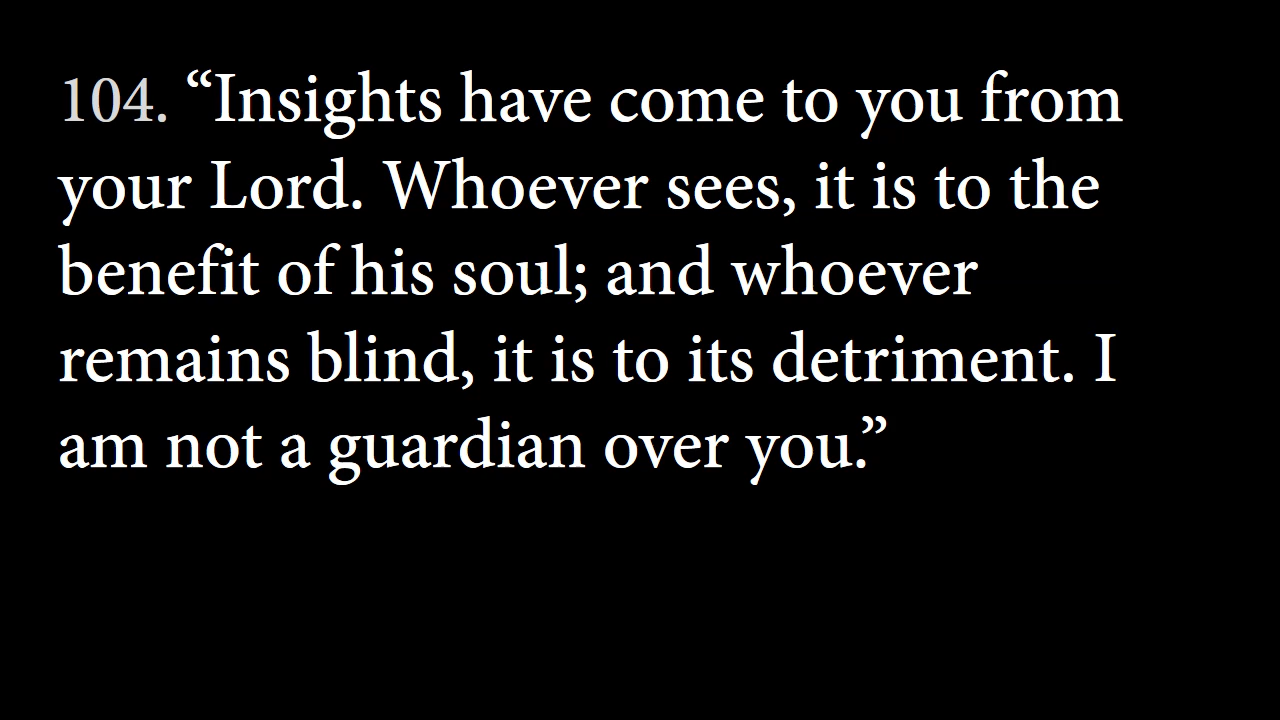 104. “Insights have come to you from
your Lord. Whoever sees, it is to the
benefit of his soul; and whoever
remains blind, it is to its detriment. I
am not a guardian over you.”